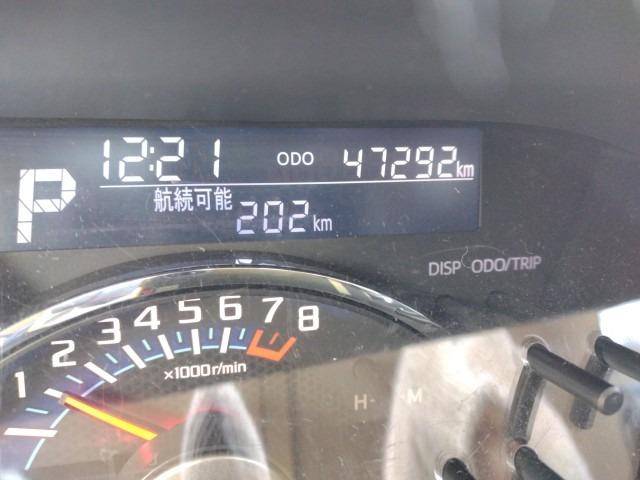 12:21 ODO 47292km
P
航続可能 202km
DISP ODO/TRIP
1 2 3 4 5 6 7 8
×1000r/min
H M